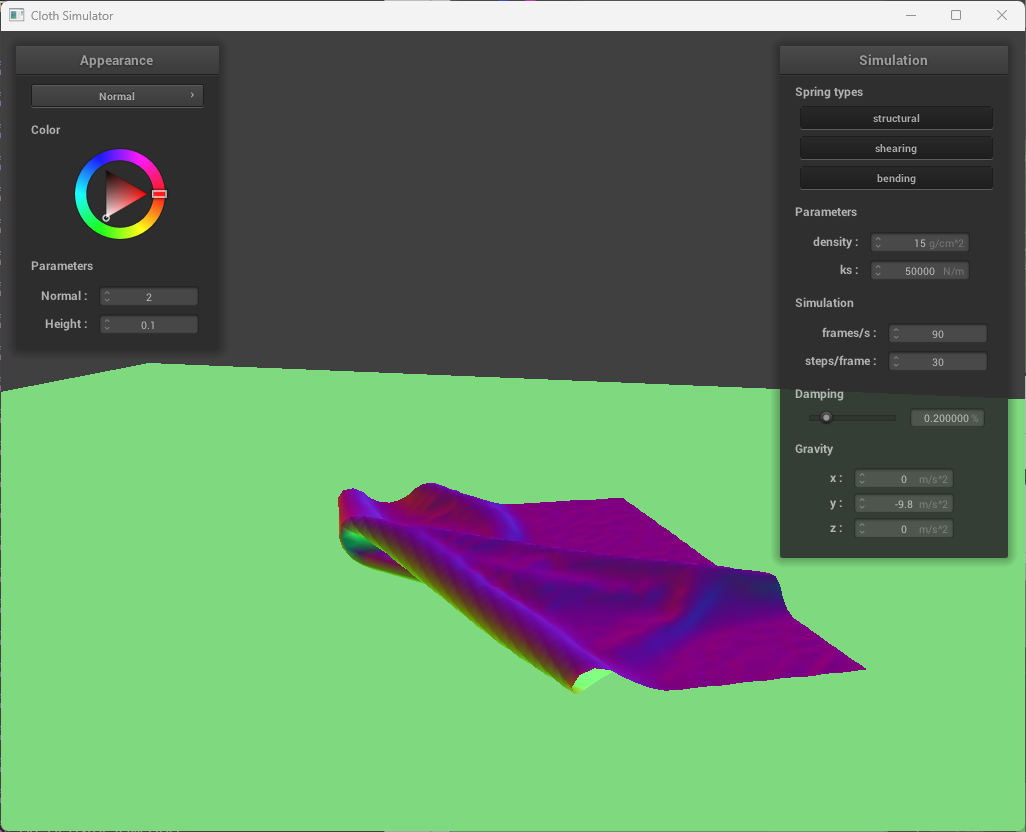 Cloth Simulator
Appearance
Normal
Color
Parameters
Normal : 2
Height : 0.1
Simulation
Spring types
structural
shearing
bending
Parameters
density : 15 g/cm^2
ks : 50000 N/m
Simulation
frames/s : 90
steps/frame : 30
Damping
0.200000 %
Gravity
x : 0 m/s^2
y : -9.8 m/s^2
z : 0 m/s^2